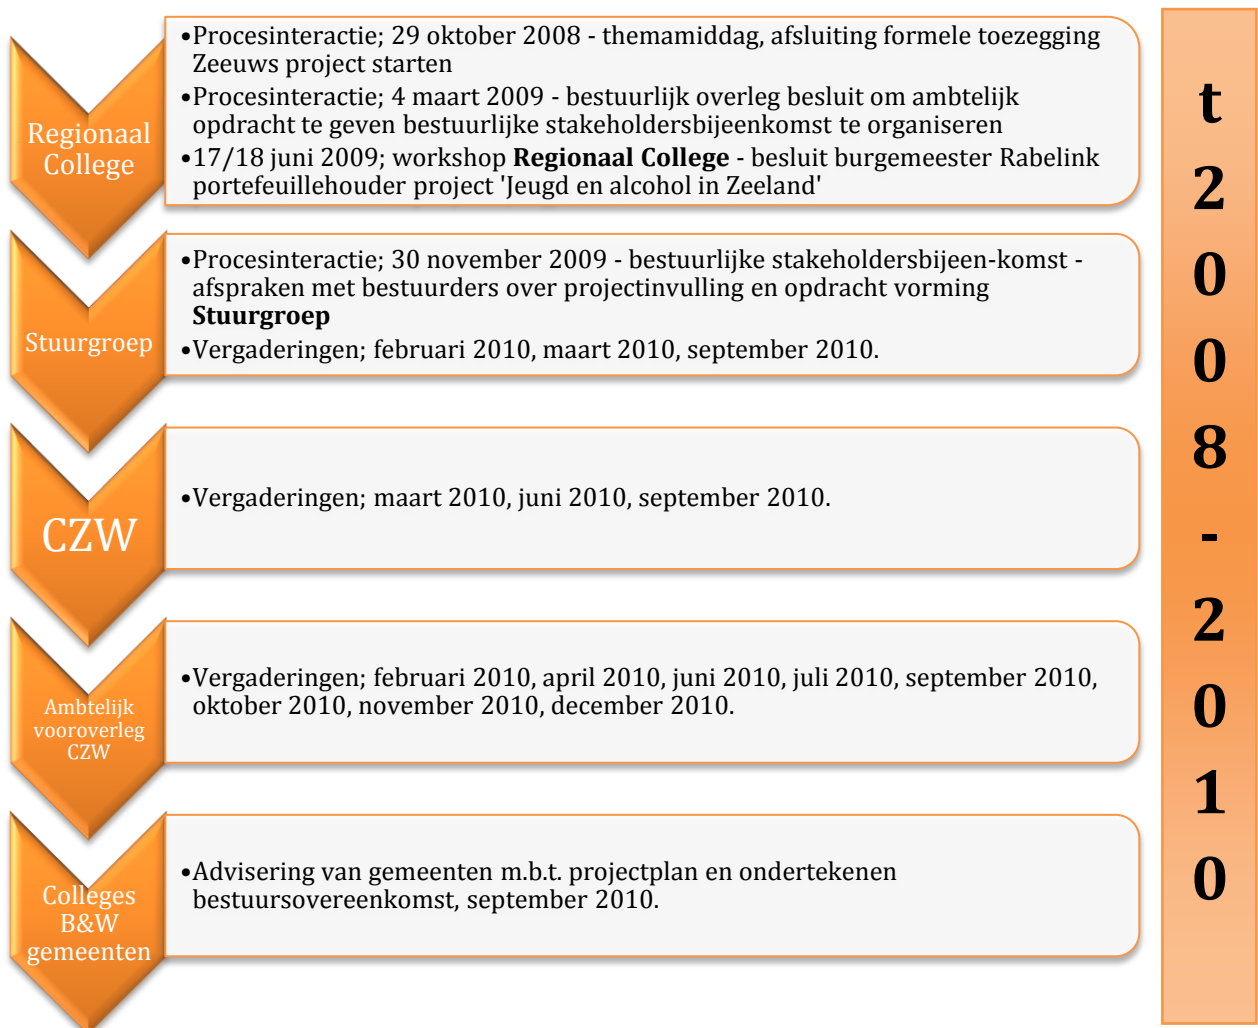 Regionaal
College
•Procesinteractie; 29 oktober 2008 - themamiddag, afsluiting formele toezegging
Zeeuws project starten
•Procesinteractie; 4 maart 2009 - bestuurlijk overleg besluit om ambtelijk
opdracht te geven bestuurlijke stakeholdersbijeenkomst te organiseren
•17/18 juni 2009; workshop Regionaal College - besluit burgemeester Rabelink
portefeuillehouder project 'Jeugd en alcohol in Zeeland'
Stuurgroep
•Procesinteractie; 30 november 2009 - bestuurlijke stakeholdersbijeen-komst -
afspraken met bestuurders over projectinvulling en opdracht vorming
Stuurgroep
•Vergaderingen; februari 2010, maart 2010, september 2010.
CZW
•Vergaderingen; maart 2010, juni 2010, september 2010.
Ambtelijk
vooroverleg
CZW
•Vergaderingen; februari 2010, april 2010, juni 2010, juli 2010, september 2010,
oktober 2010, november 2010, december 2010.
Colleges
B&W
gemeenten
•Advisering van gemeenten m.b.t. projectplan en ondertekenen
bestuursovereenkomst, september 2010.
t
2
0
0
8
-
2
0
1
0